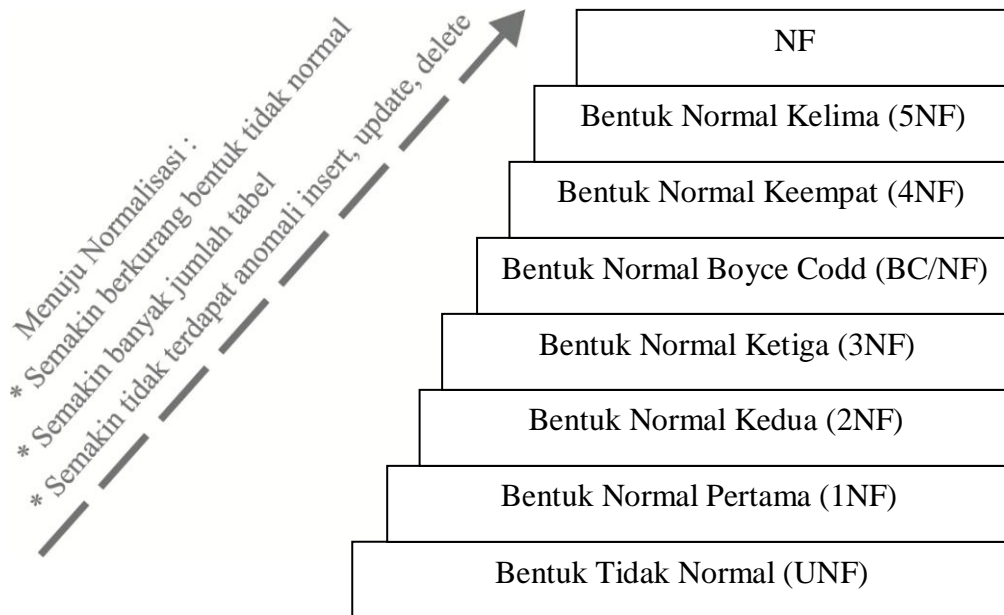 Menuju Normalisasi :
* Semakin berkurang bentuk tidak normal
* Semakin banyak jumlah tabel
* Semakin tidak terdapat anomali insert, update, delete
NF
Bentuk Normal Kelima (5NF)
Bentuk Normal Keempat (4NF)
Bentuk Normal Boyce Codd (BC/NF)
Bentuk Normal Ketiga (3NF)
Bentuk Normal Kedua (2NF)
Bentuk Normal Pertama (1NF)
Bentuk Tidak Normal (UNF)